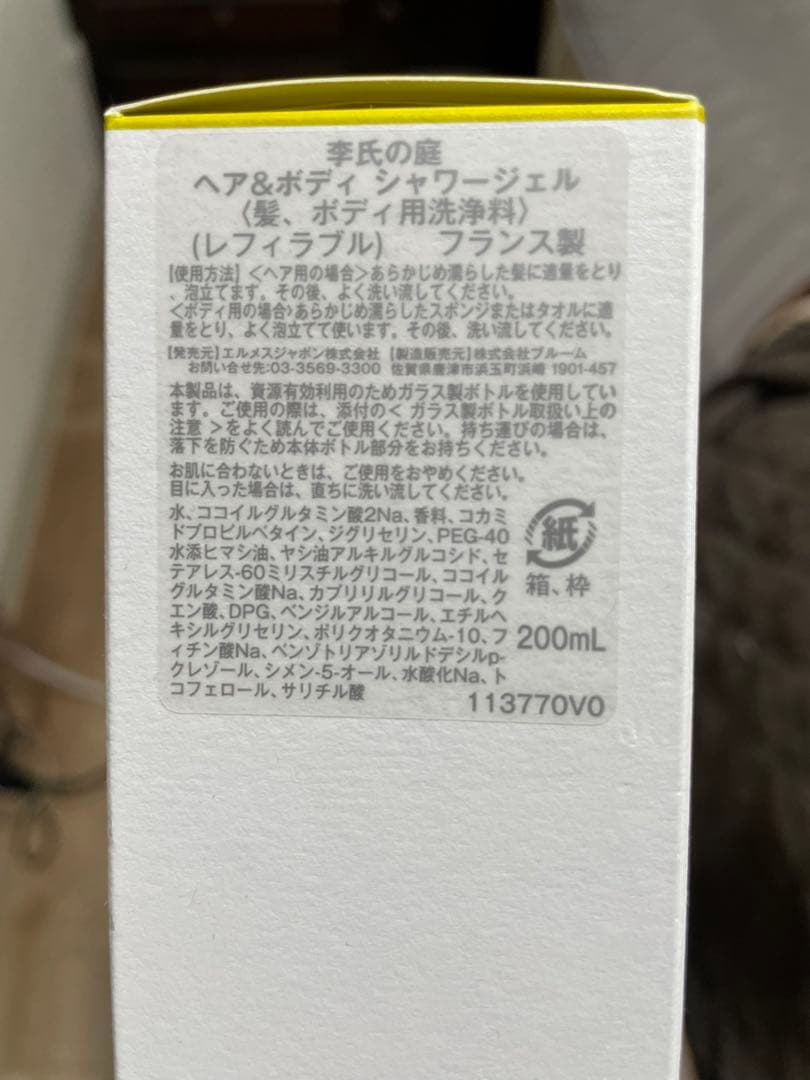 李氏の庭
ヘア&ボディ シャワージェル
〈髪、ボディ用洗浄料〉
(レフィラブル) フランス製
【使用方法】＜ヘア用の場合＞あらかじめ濡らした髪に適量をとり
、泡立てます。その後、よく洗い流してください。
＜ボディ用の場合＞あらかじめ濡らしたスポンジまたはタオルに適
量をとり、よく泡立てて使います。その後、洗い流してください。
【発売元】エルメスジャポン株式会社 【製造販売元】株式会社ブルーム
お問い合せ先:03-3569-3300 佐賀県唐津市浜玉町浜崎 1901-457
本製品は、資源有効利用のためガラス製ボトルを使用してい
ます。ご使用の際は、添付の＜ ガラス製ボトル取扱い上の
注意 ＞をよく読んでご使用ください。持ち運びの場合は、
落下を防ぐため本体ボトル部分をお持ちください。
お肌に合わないときは、ご使用をおやめください。
目に入った場合は、直ちに洗い流してください。
水、ココイルグルタミン酸2Na、香料、コカミ
ドプロピルベタイン、ジグリセリン、PEG-40
水添ヒマシ油、ヤシ油アルキルグルコシド、セ
テアレス-60ミリスチルグリコール、ココイル
グルタミン酸Na、カプリリルグリコール、ク
エン酸、DPG、ベンジルアルコール、エチルヘ
キシルグリセリン、ポリクオタニウム-10、フ
ィチン酸Na、ベンゾトリアゾリルドデシルp-
クレゾール、シメン-5-オール、水酸化Na、ト
コフェロール、サリチル酸
紙
箱、枠
200mL
113770V0